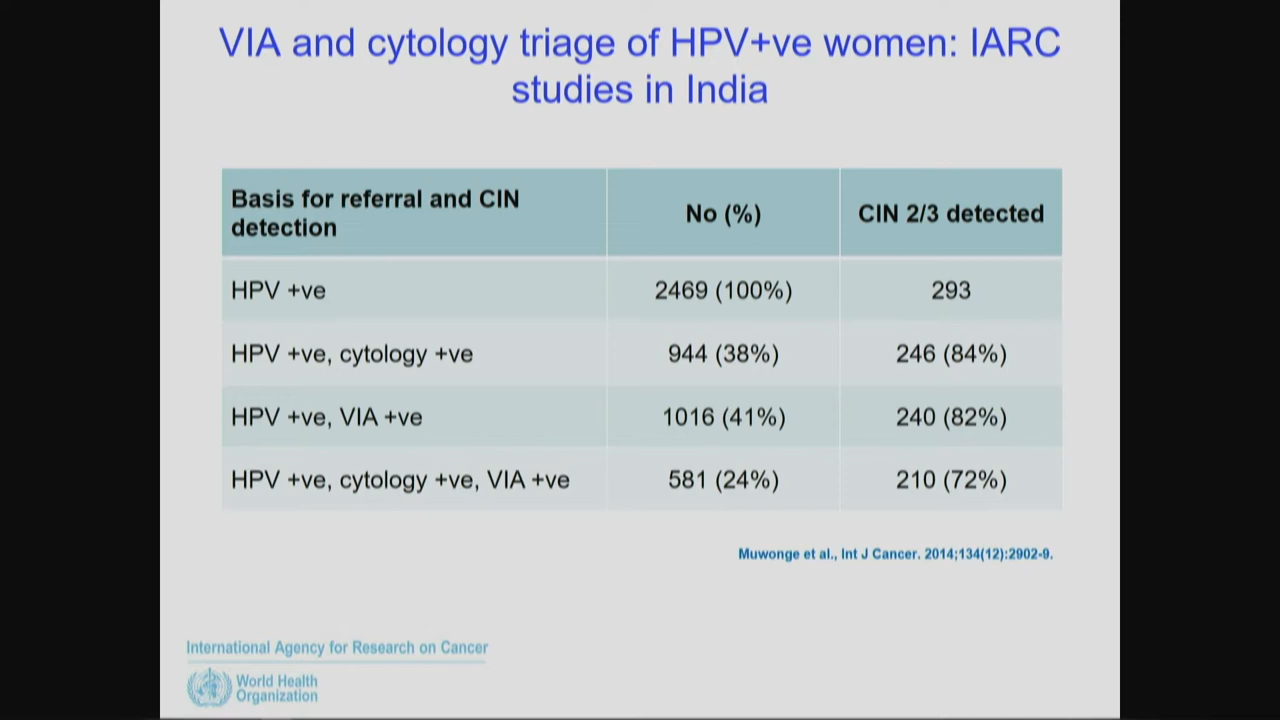 VIA and cytology triage of HPV+ve women: IARC
studies in India
Basis for referral and CIN
detection
No (%)
CIN 2/3 detected
HPV +ve
2469 (100%)
293
HPV +ve, cytology +ve
944 (38%)
246 (84%)
HPV +ve, VIA +ve
1016 (41%)
240 (82%)
HPV +ve, cytology +ve, VIA +ve
581 (24%)
210 (72%)
Muwonge et al., Int J Cancer. 2014;134(12):2902-9.
International Agency for Research on Cancer
World Health
Organization